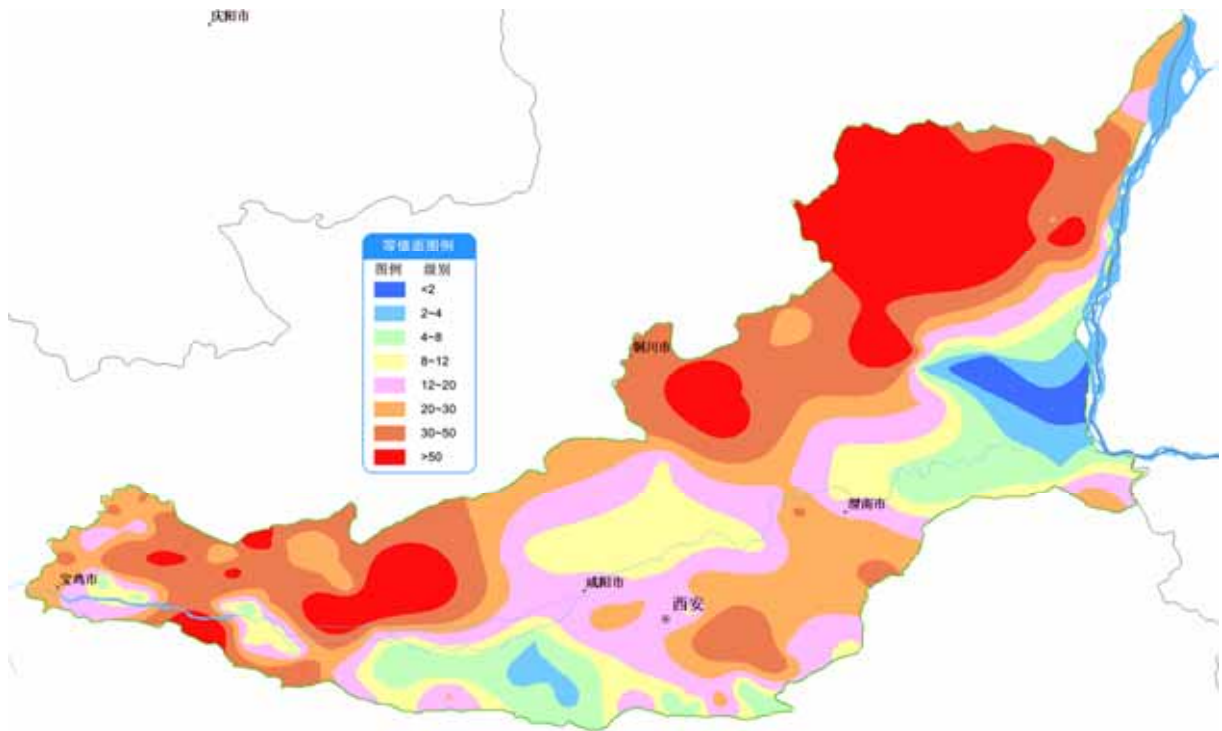 庆阳市
等值面图例
图例 级别
<2
2~4
4~8
8~12
12~20
20~30
30~50
>50
铜川市
渭南市
宝鸡市
咸阳市
西安